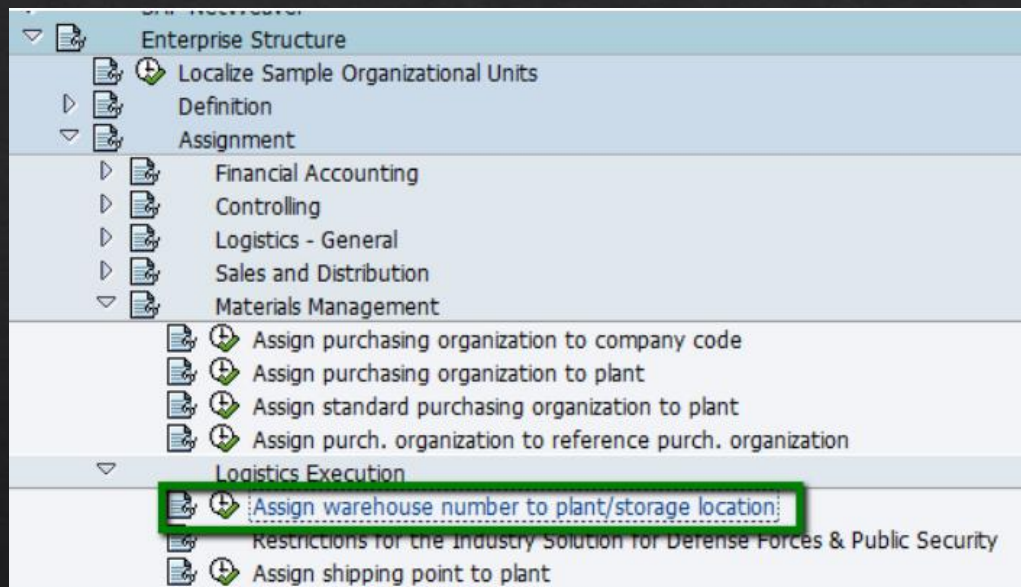 Enterprise Structure
Localize Sample Organizational Units
Definition
Assignment
Financial Accounting
Controlling
Logistics - General
Sales and Distribution
Materials Management
Assign purchasing organization to company code
Assign purchasing organization to plant
Assign standard purchasing organization to plant
Assign purch. organization to reference purch. organization
Logistics Execution
Assign warehouse number to plant/storage location
Restrictions for the Industry Solution for Defense Forces & Public Security
Assign shipping point to plant